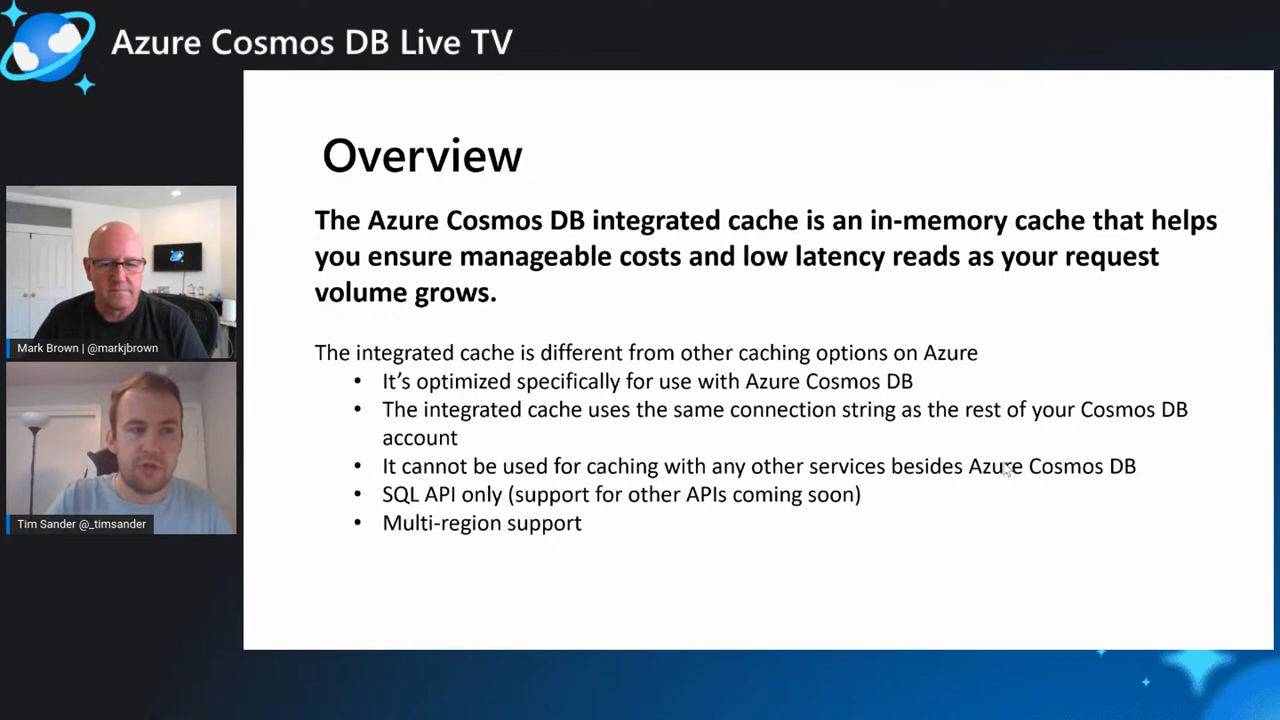 Azure Cosmos DB Live TV
Overview
The Azure Cosmos DB integrated cache is an in-memory cache that helps
you ensure manageable costs and low latency reads as your request
volume grows.
The integrated cache is different from other caching options on Azure
• It's optimized specifically for use with Azure Cosmos DB
• The integrated cache uses the same connection string as the rest of your Cosmos DB
account
• It cannot be used for caching with any other services besides Azure Cosmos DB
• SQL API only (support for other APIs coming soon)
• Multi-region support
Mark Brown | @markjbrown
Tim Sander @_timsander